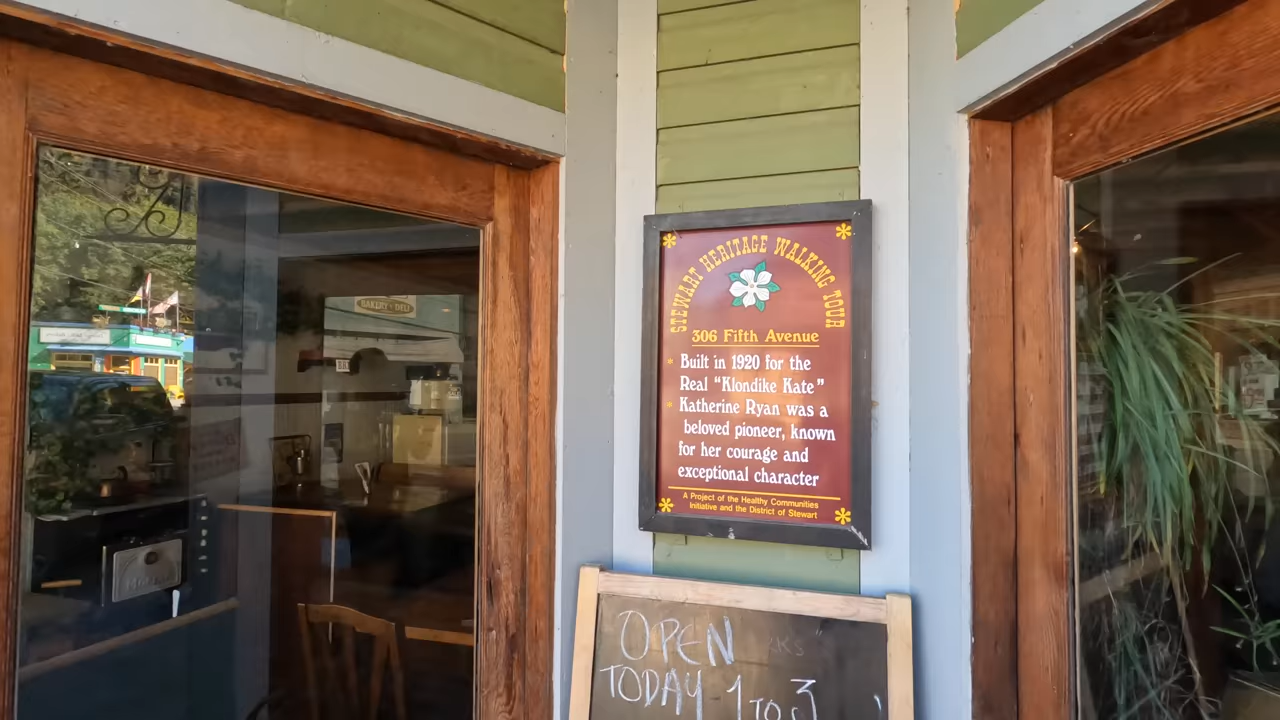 BAKERY & DELI
STEWART HERITAGE WALKING TOUR
306 Fifth Avenue
Built in 1920 for the
Real “Klondike Kate”
Katherine Ryan was a
beloved pioneer, known
for her courage and
exceptional character
A Project of the Healthy Communities
Initiative and the District of Stewart
OPEN
TODAY 1 TO 3